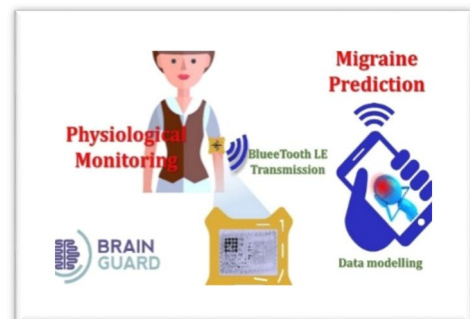 Migraine
Prediction
Physiological
Monitoring
BlueeTooth LE
Transmission
BRAIN
GUARD
Data modelling